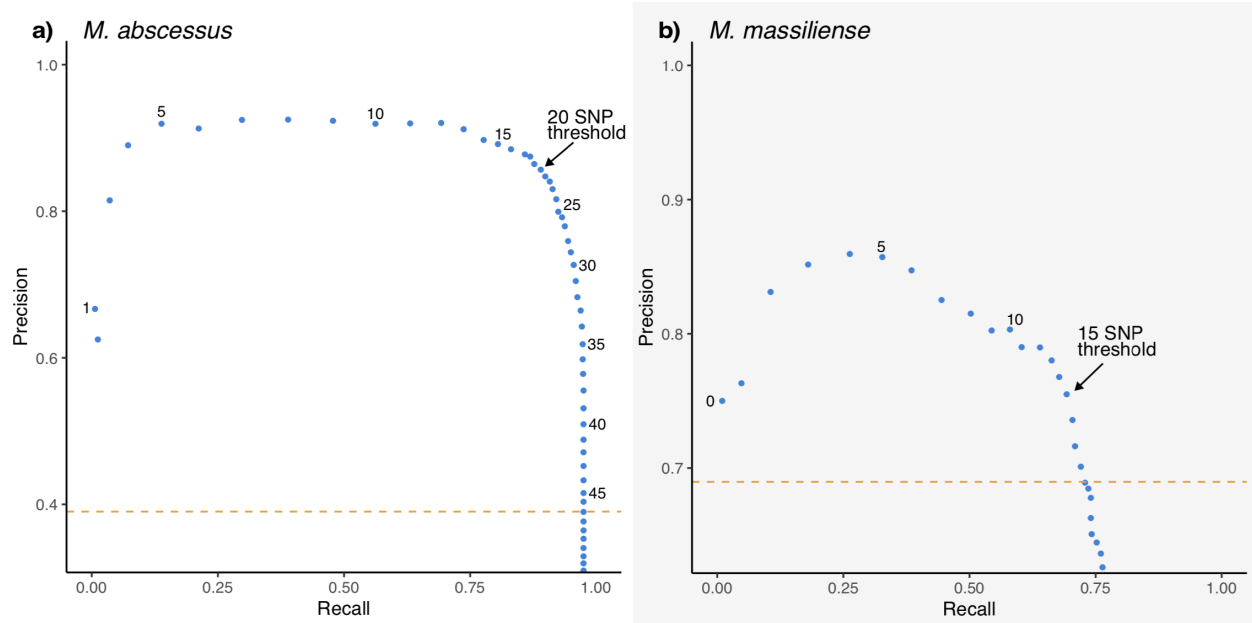 a) M. abscessus
1.0
0.8
0.6
0.4
Precision
1
5
10
15
20 SNP
threshold
25
30
35
40
45
0.00 0.25 0.50 0.75 1.00
Recall
b) M. massiliense
1.0
0.9
0.8
0.7
Precision
0
5
10
15 SNP
threshold
0.00 0.25 0.50 0.75 1.00
Recall